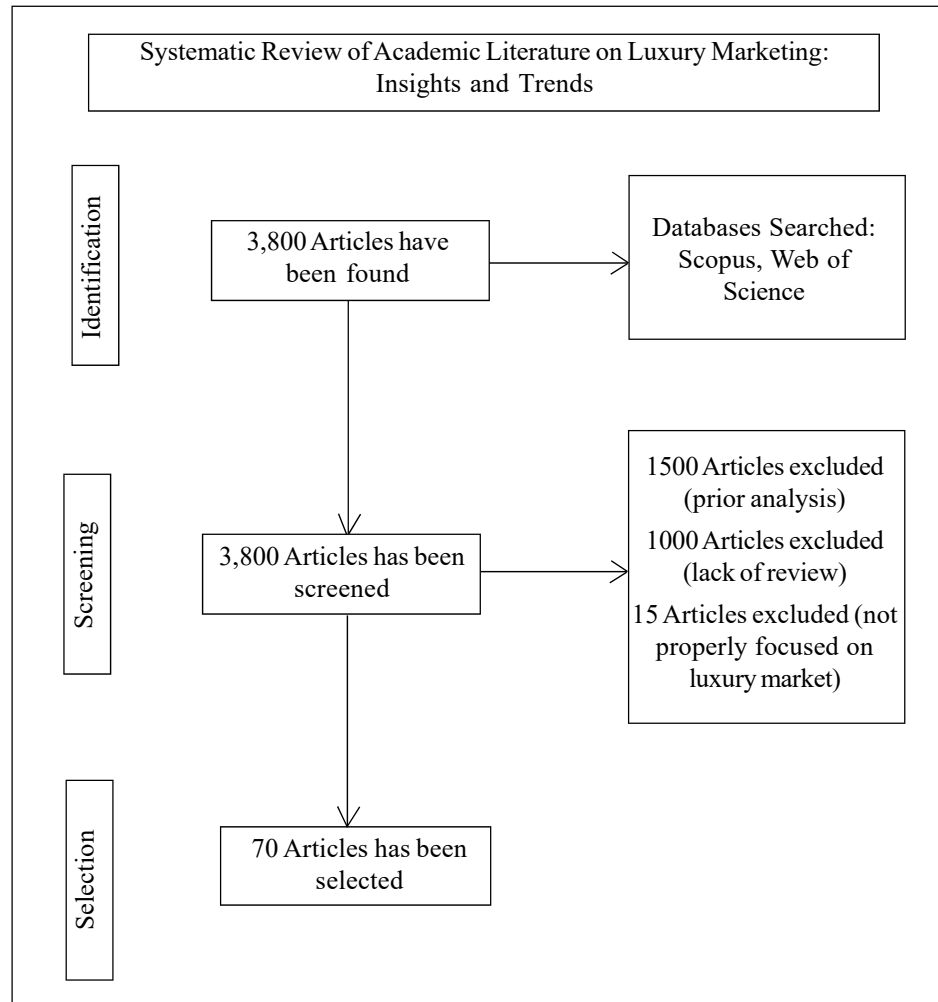 Systematic Review of Academic Literature on Luxury Marketing:
Insights and Trends
Identification
3,800 Articles have
been found
Databases Searched:
Scopus, Web of
Science
Screening
3,800 Articles has been
screened
1500 Articles excluded
(prior analysis)
1000 Articles excluded
(lack of review)
15 Articles excluded (not
properly focused on
luxury market)
Selection
70 Articles has been
selected